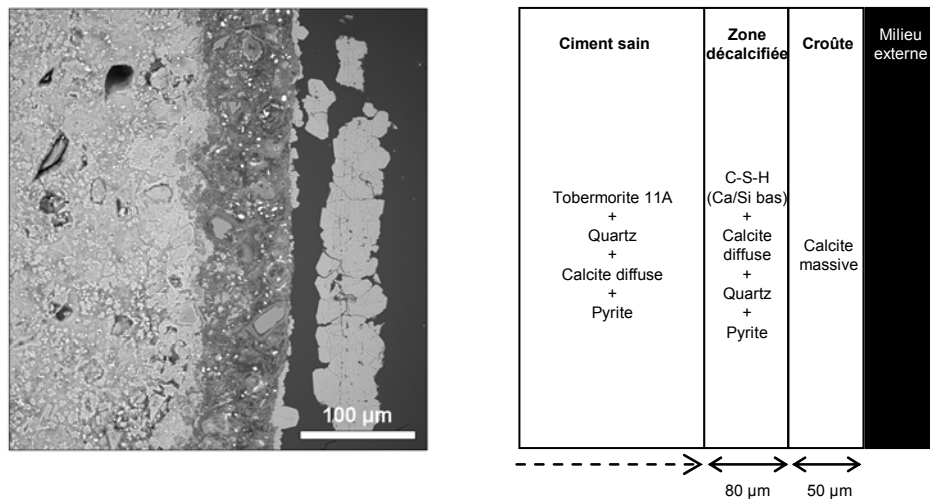 100 µm
Ciment sain
Tobermorite 11A
+
Quartz
+
Calcite diffuse
+
Pyrite
Zone
décalcifiée
C-S-H
(Ca/Si bas)
+
Calcite
diffuse
+
Quartz
+
Pyrite
Croûte
Calcite
massive
Milieu
externe
80 µm
50 µm